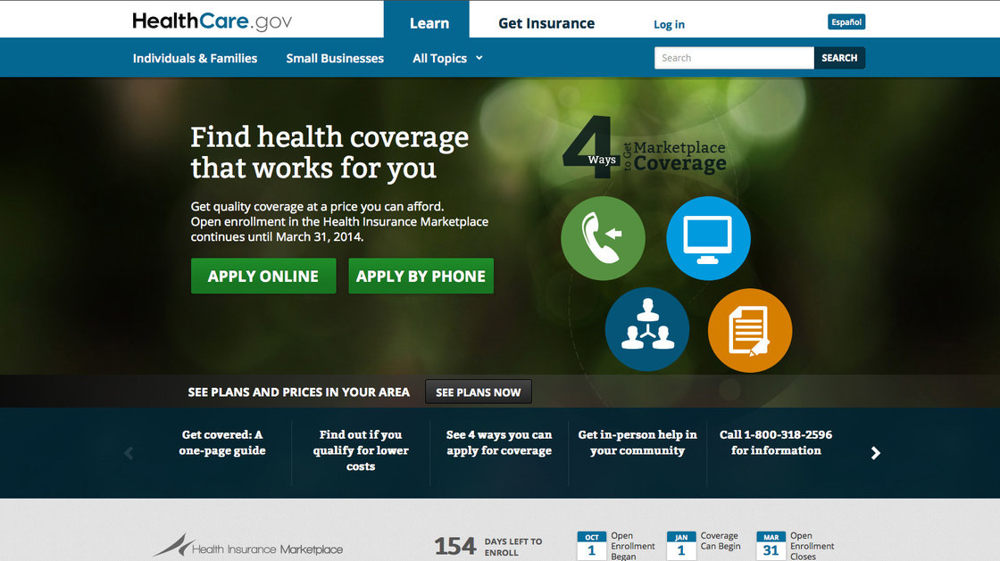 HealthCare.gov
Learn
Get Insurance
Log in
Español
Individuals & Families
Small Businesses
All Topics
Search
SEARCH
Find health coverage
that works for you
Get quality coverage at a price you can afford.
Open enrollment in the Health Insurance Marketplace
continues until March 31, 2014.
APPLY ONLINE
APPLY BY PHONE
4
Ways
to Get
Marketplace
Coverage
SEE PLANS AND PRICES IN YOUR AREA
SEE PLANS NOW
Get covered: A
one-page guide
Find out if you
qualify for lower
costs
See 4 ways you can
apply for coverage
Get in-person help in
your community
Call 1-800-318-2596
for information
Health Insurance Marketplace
154
DAYS LEFT TO
ENROLL
OCT
1
Open
Enrollment
Began
JAN
1
Coverage
Can Begin
MAR
31
Open
Enrollment
Closes